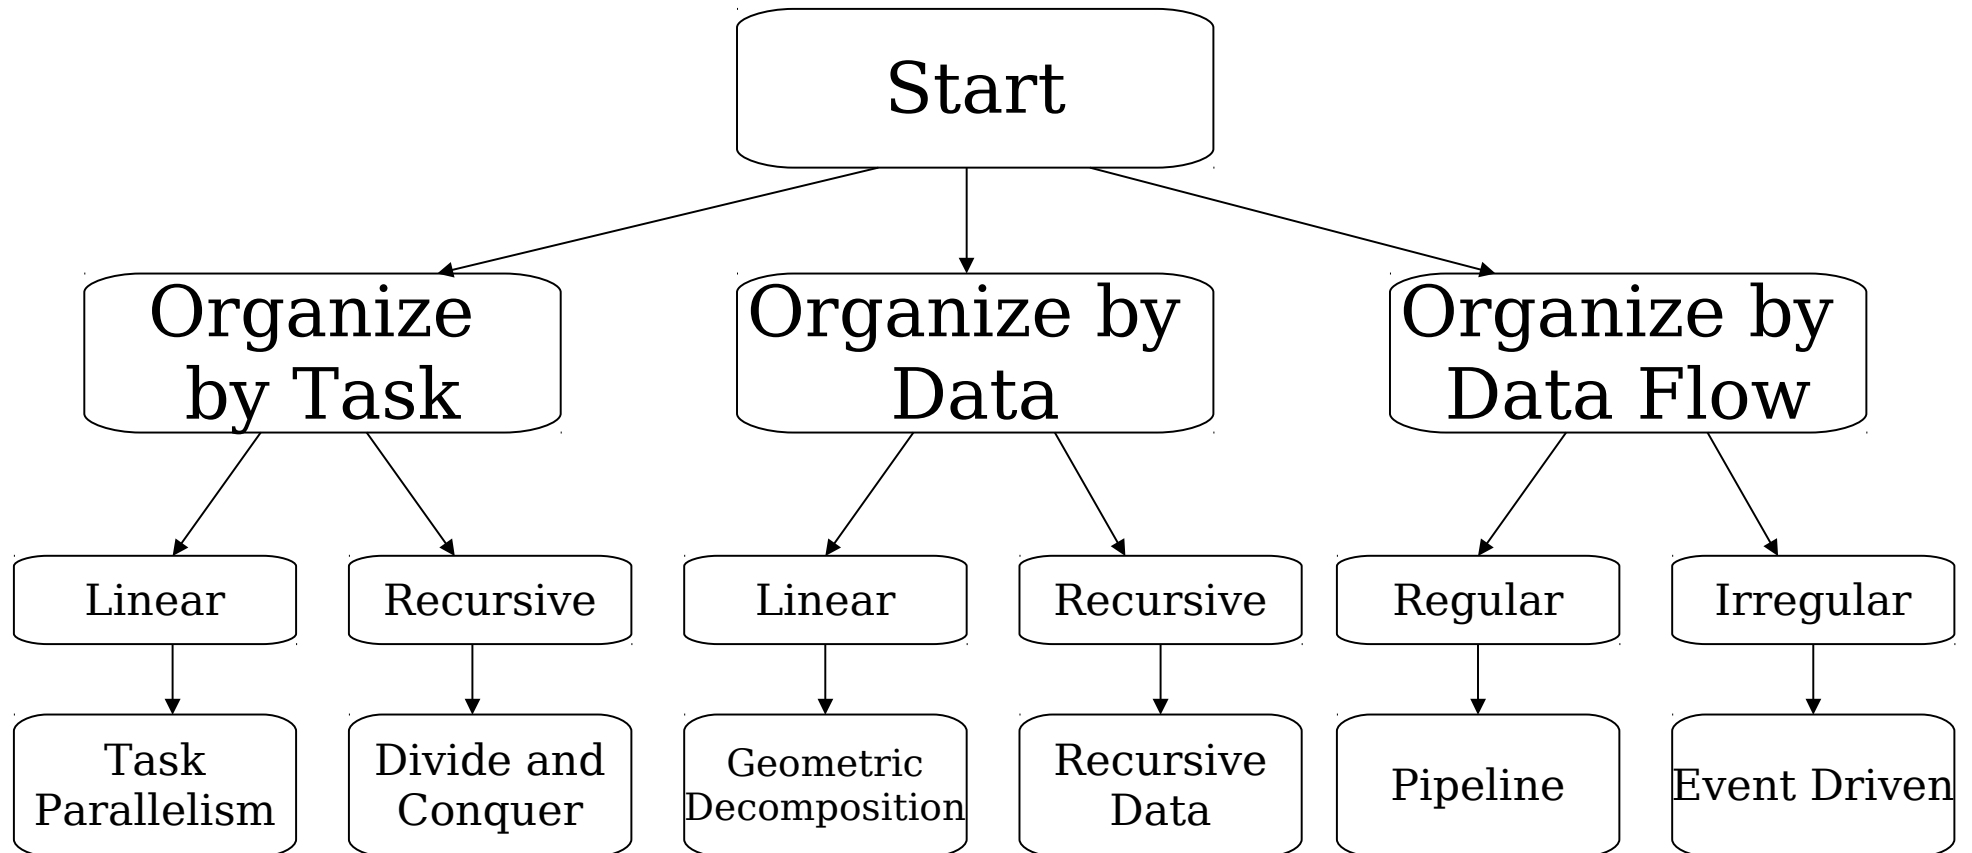 Start
Organize
by Task
Organize by
Data
Organize by
Data Flow
Linear
Recursive
Linear
Recursive
Regular
Irregular
Task
Parallelism
Divide and
Conquer
Geometric
Decomposition
Recursive
Data
Pipeline
Event Driven